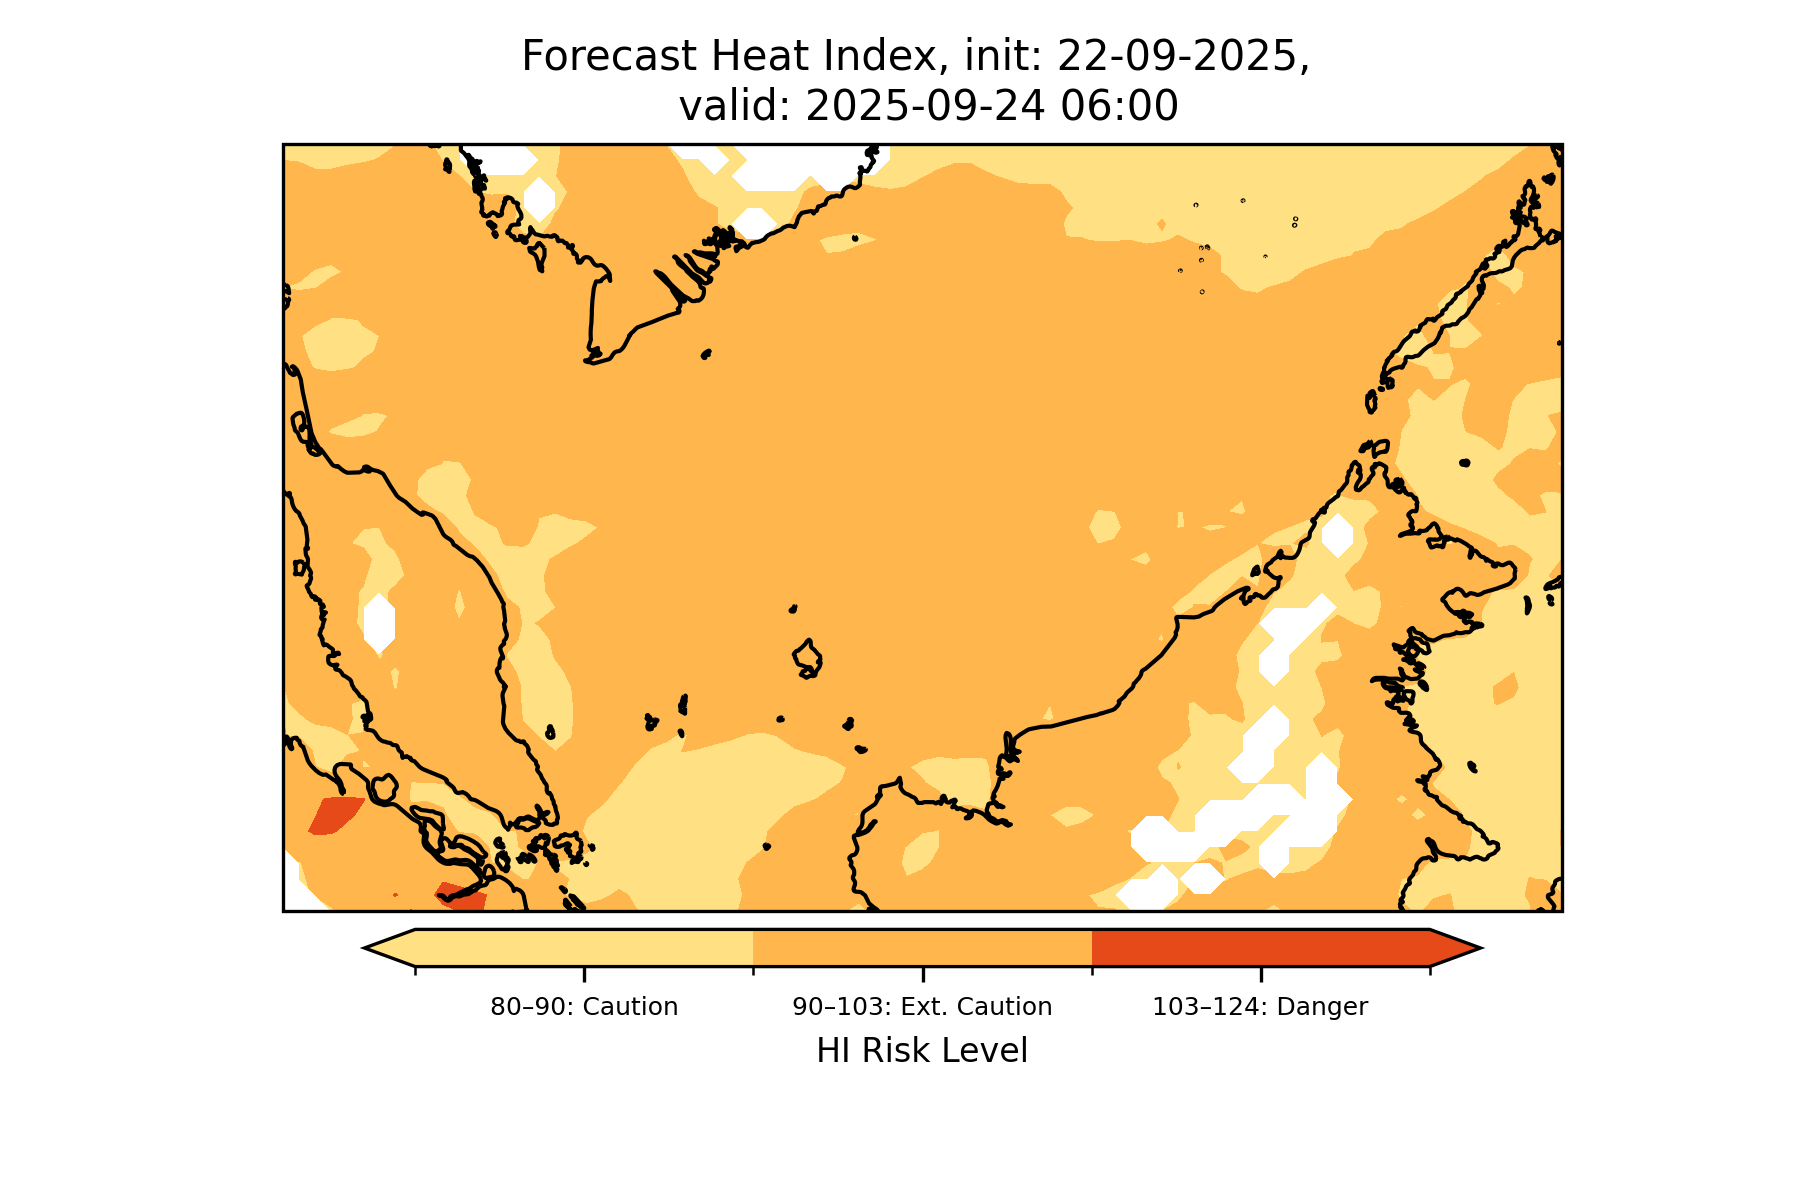 Forecast Heat Index, init: 22-09-2025,
valid: 2025-09-24 06:00
80–90: Caution
90–103: Ext. Caution
103–124: Danger
HI Risk Level